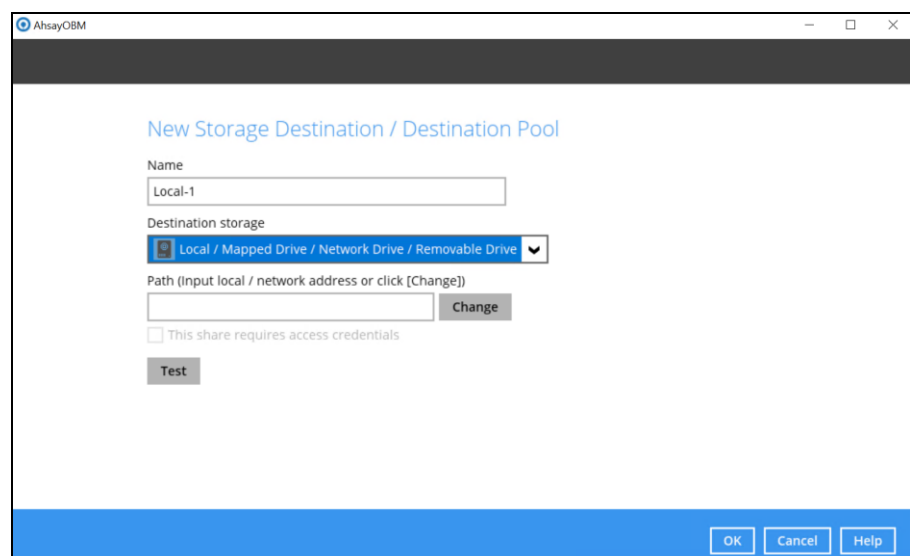 AhsayOBM
New Storage Destination / Destination Pool
Name
Local-1
Destination storage
Local / Mapped Drive / Network Drive / Removable Drive
Path (Input local / network address or click [Change])
Change
This share requires access credentials
Test
OK Cancel Help